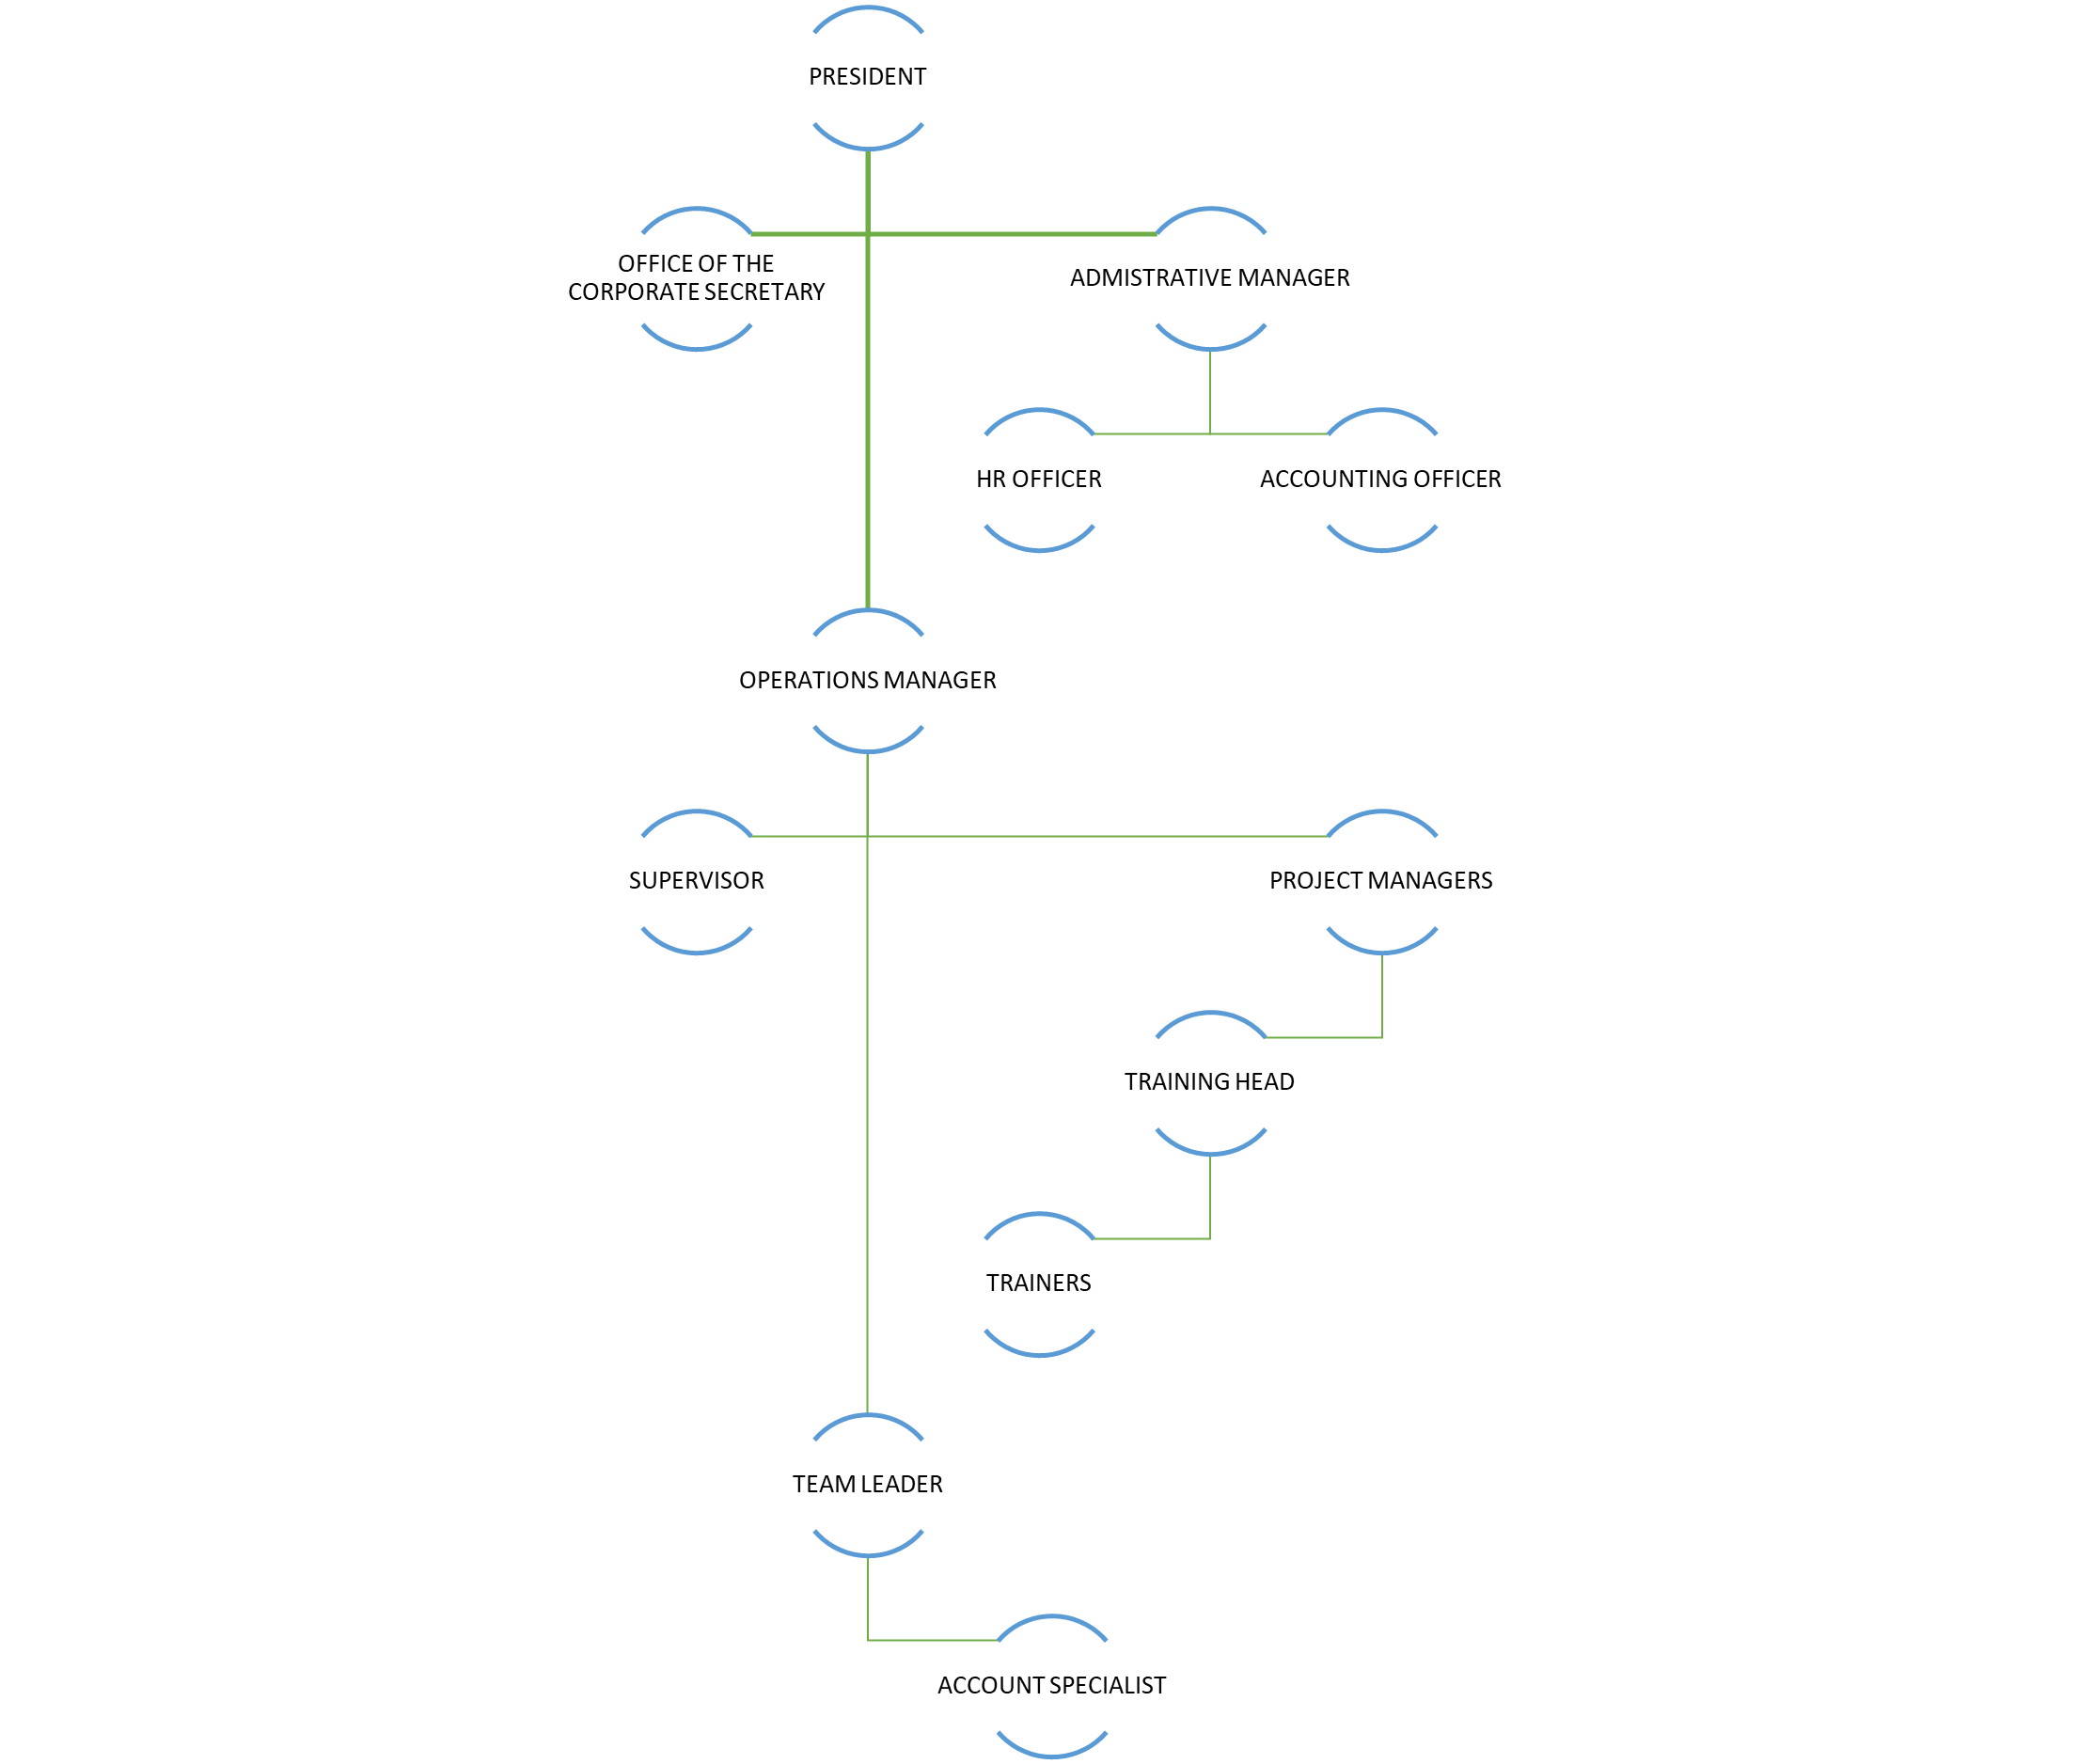 PRESIDENT
OFFICE OF THE
CORPORATE SECRETARY
ADMISTRATIVE MANAGER
HR OFFICER
ACCOUNTING OFFICER
OPERATIONS MANAGER
SUPERVISOR
PROJECT MANAGERS
TRAINING HEAD
TRAINERS
TEAM LEADER
ACCOUNT SPECIALIST